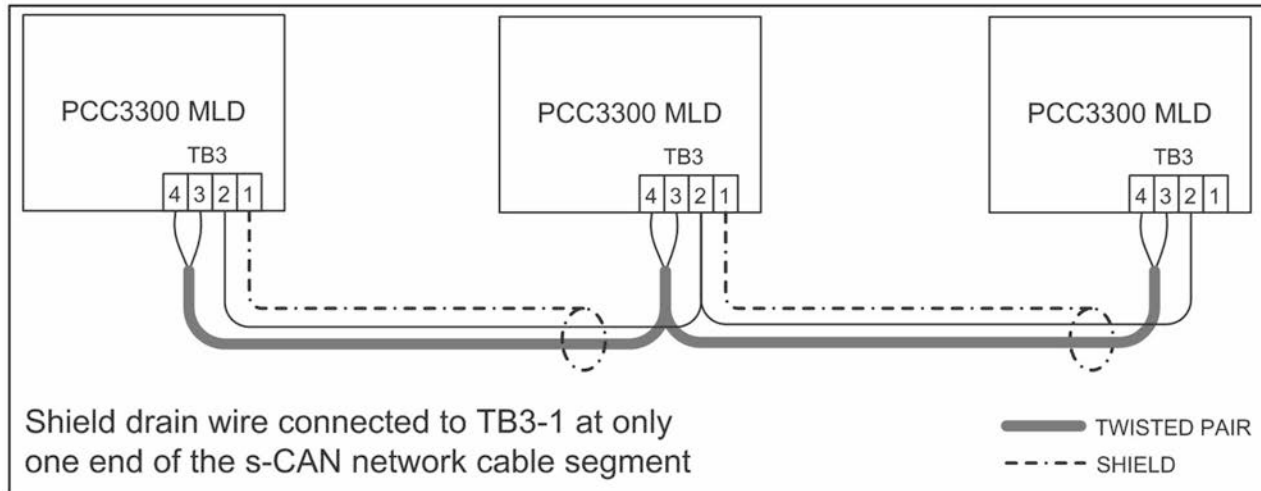 PCC3300 MLD
TB3
4 3 2 1
PCC3300 MLD
TB3
4 3 2 1
PCC3300 MLD
TB3
4 3 2 1
Shield drain wire connected to TB3-1 at only
one end of the s-CAN network cable segment
TWISTED PAIR
SHIELD